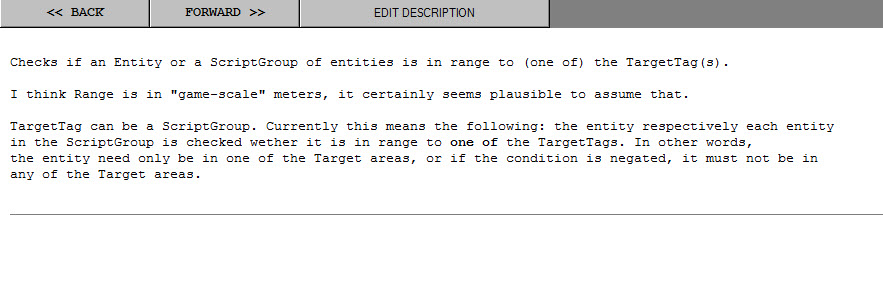 << BACK FORWARD >> EDIT DESCRIPTION
Checks if an Entity or a ScriptGroup of entities is in range to (one of) the TargetTag(s).
I think Range is in "game-scale" meters, it certainly seems plausible to assume that.
TargetTag can be a ScriptGroup. Currently this means the following: the entity respectively each entity
in the ScriptGroup is checked wether it is in range to one of the TargetTags. In other words,
the entity need only be in one of the Target areas, or if the condition is negated, it must not be in
any of the Target areas.